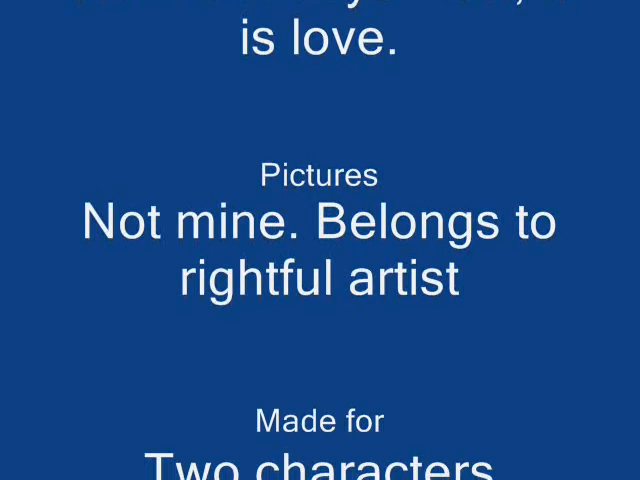 is love.
Pictures
Not mine. Belongs to
rightful artist
Made for
Two characters